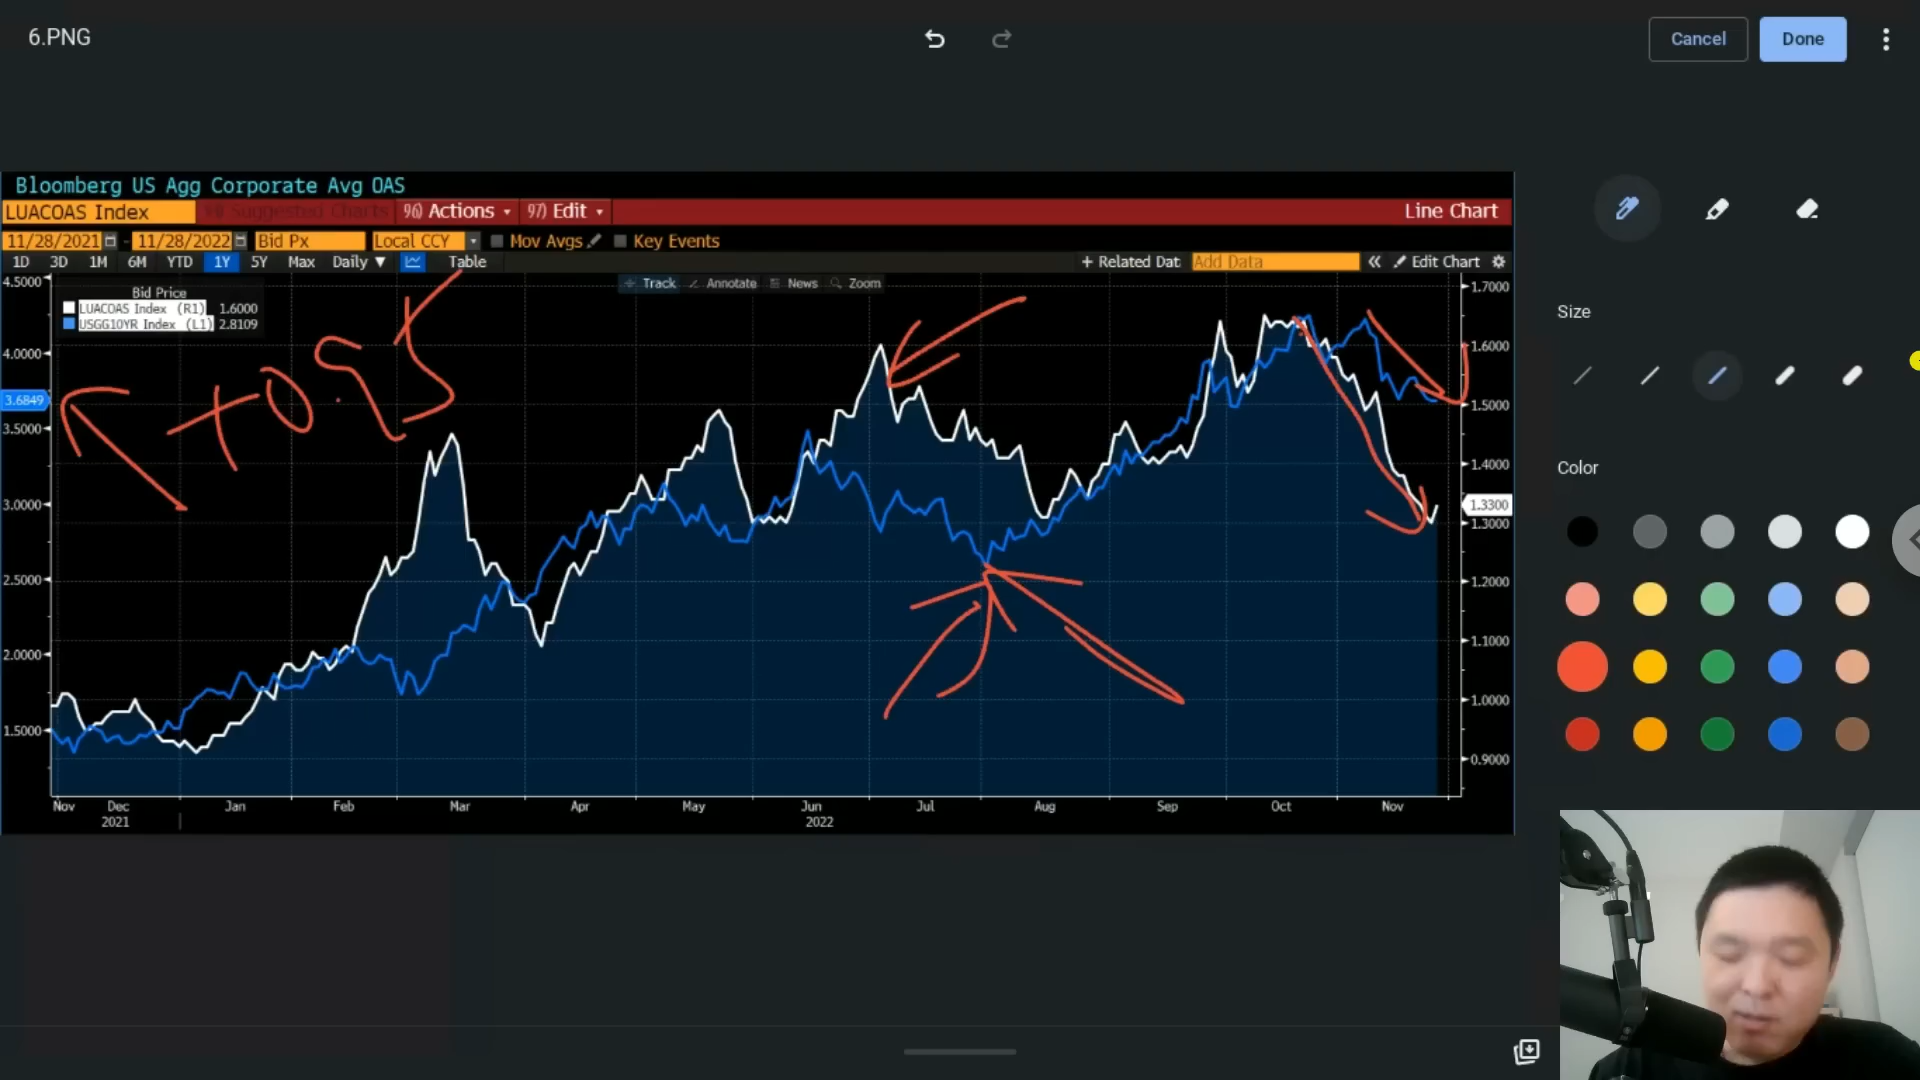 6.PNG
Cancel
Done
Bloomberg US Agg Corporate Avg OAS
LUACOAS Index
Suggested Charts
96) Actions
97) Edit
Line Chart
11/28/2021 - 11/28/2022
Bid Px
Local CCY
Mov Avgs
Key Events
1D 3D 1M 6M YTD 1Y 5Y Max Daily ▼ Table
+ Related Dat
Add Data
« Edit Chart
Track Annotate News Zoom
Bid Price
LUACOAS Index (R1) 1.6000
USGG10YR Index (L1) 2.8109
+0.95
4.5000
4.0000
3.6849
3.5000
3.0000
2.5000
2.0000
1.5000
1.7000
1.6000
1.5000
1.4000
1.3300
1.3000
1.2000
1.1000
1.0000
0.9000
Nov Dec Jan Feb Mar Apr May Jun Jul Aug Sep Oct Nov
2021 2022
Size
Color